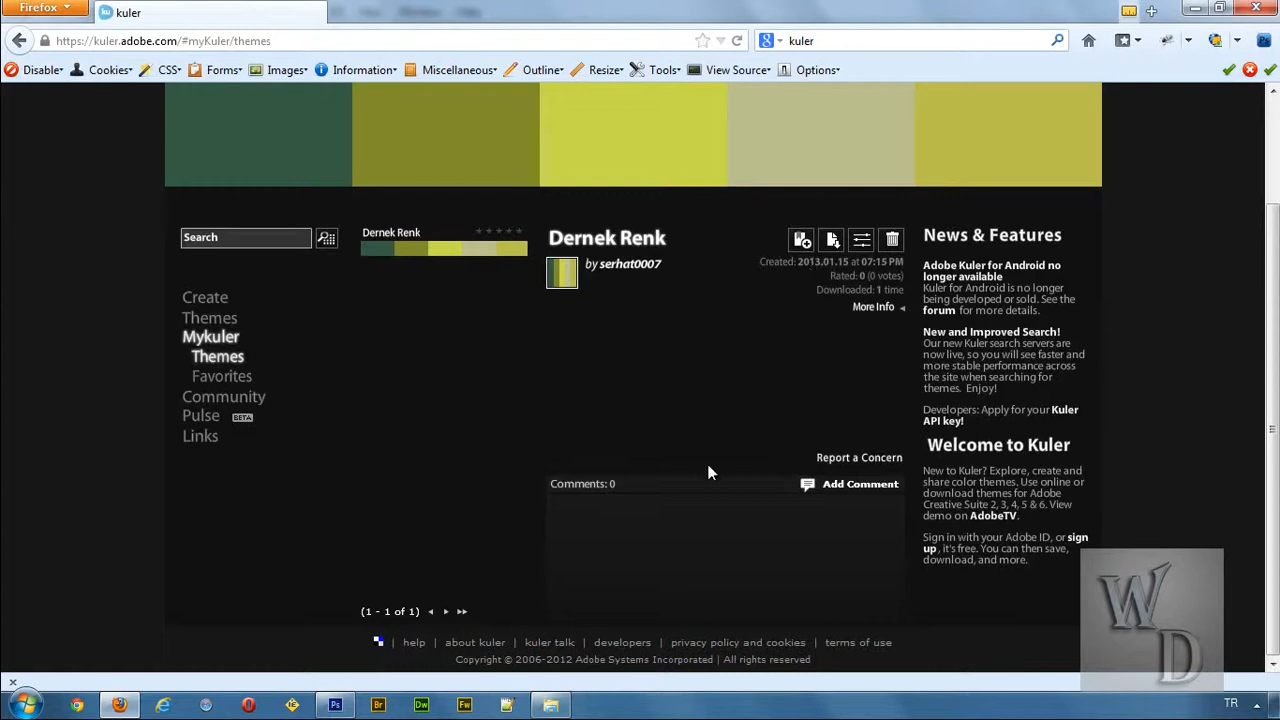 Firefox
kuler
https://kuler.adobe.com/#myKuler/themes
kuler
Disable
Cookies
CSS
Forms
Images
Information
Miscellaneous
Outline
Resize
Tools
View Source
Options
Search
Create
Themes
Mykuler
Themes
Favorites
Community
Pulse BETA
Links
Dernek Renk
(1 - 1 of 1)
Dernek Renk
by serhat0007
Created: 2013.01.15 at 07:15 PM
Rated: 0 (0 votes)
Downloaded: 1 time
More Info
Report a Concern
Comments: 0
Add Comment
News & Features
Adobe Kuler for Android no
longer available
Kuler for Android is no longer
being developed or sold. See the
forum for more details.
New and Improved Search!
Our new Kuler search servers are
now live, so you will see faster and
more stable performance across
the site when searching for
themes. Enjoy!
Developers: Apply for your Kuler
API key!
Welcome to Kuler
New to Kuler? Explore, create and
share color themes. Use online or
download themes for Adobe
Creative Suite 2, 3, 4, 5 & 6. View
demo on AdobeTV.
Sign in with your Adobe ID, or sign
up, it's free. You can then save,
download, and more.
| help | about kuler | kuler talk | developers | privacy policy and cookies | terms of use
Copyright © 2006-2012 Adobe Systems Incorporated | All rights reserved
WD
Ps
Br
Dw
Fw
TR